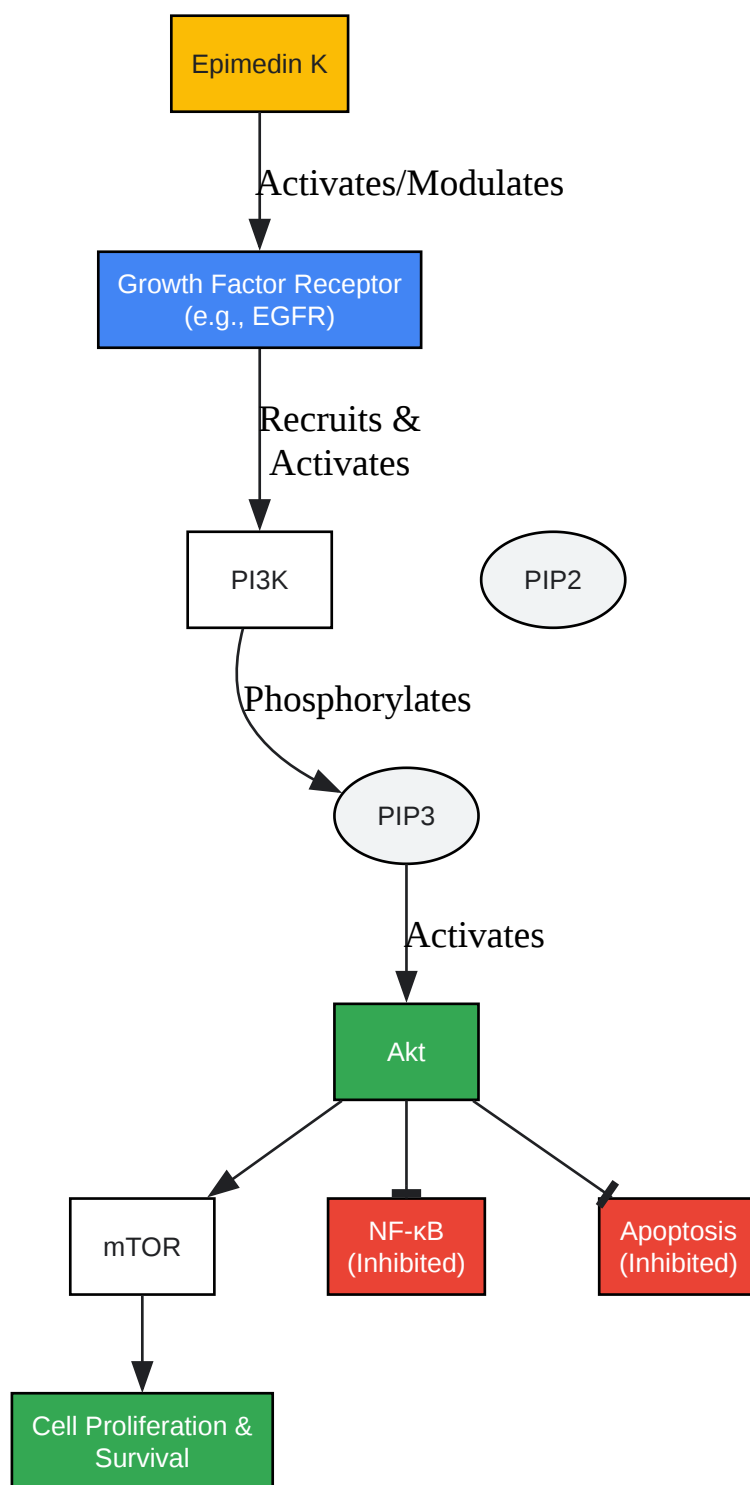 Epimedin K
Activates/Modulates
Growth Factor Receptor
(e.g., EGFR)
Recruits &
Activates
PI3K
PIP2
Phosphorylates
PIP3
Activates
Akt
mTOR
NF-κB
(Inhibited)
Apoptosis
(Inhibited)
Cell Proliferation &
Survival